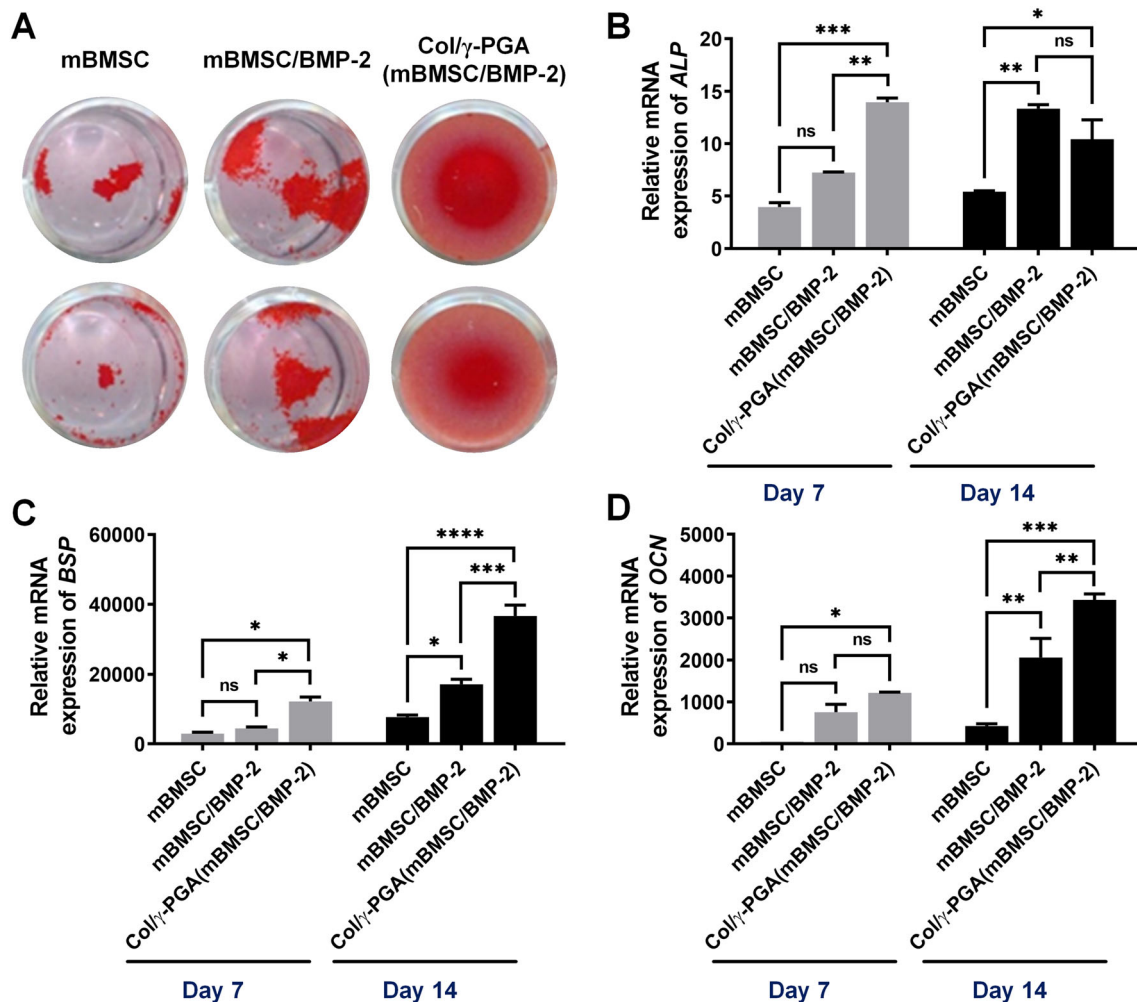 A
mBMSC
mBMSC/BMP-2
Col/γ-PGA
(mBMSC/BMP-2)
B
Relative mRNA
expression of ALP
20
15
10
5
0
***
**
ns
*
ns
**
mBMSC
mBMSC/BMP-2
Col/γ-PGA(mBMSC/BMP-2)
mBMSC
mBMSC/BMP-2
Col/γ-PGA(mBMSC/BMP-2)
Day 7
Day 14
C
Relative mRNA
expression of BSP
60000
40000
20000
0
*
*
ns
****
***
*
mBMSC
mBMSC/BMP-2
Col/γ-PGA(mBMSC/BMP-2)
mBMSC
mBMSC/BMP-2
Col/γ-PGA(mBMSC/BMP-2)
Day 7
Day 14
D
Relative mRNA
expression of OCN
5000
4000
3000
2000
1000
0
*
ns
ns
***
**
**
mBMSC
mBMSC/BMP-2
Col/γ-PGA(mBMSC/BMP-2)
mBMSC
mBMSC/BMP-2
Col/γ-PGA(mBMSC/BMP-2)
Day 7
Day 14